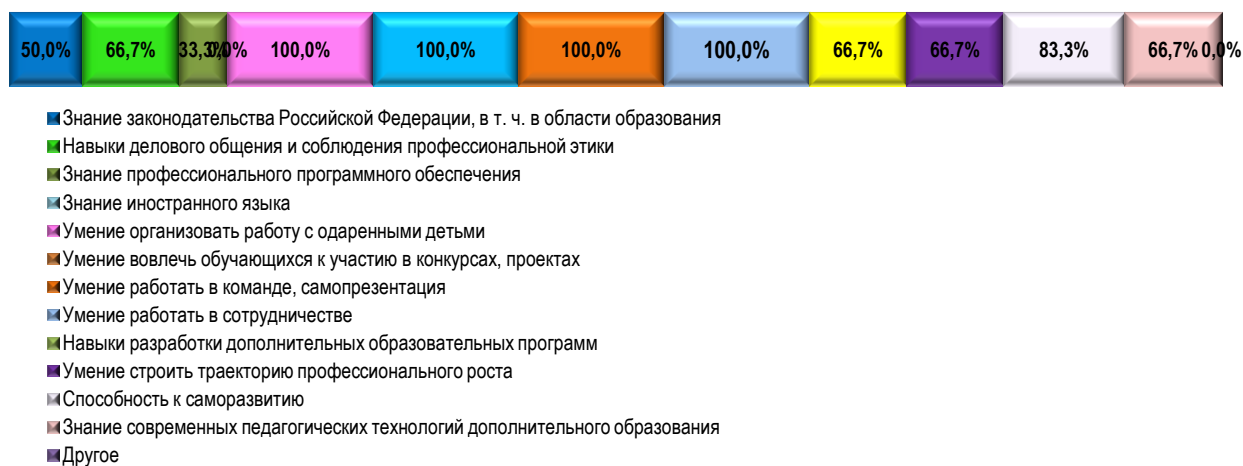 50,0% 66,7% 33,3% 0,0% 100,0% 100,0% 100,0% 100,0% 66,7% 66,7% 83,3% 66,7% 0,0%
Знание законодательства Российской Федерации, в т. ч. в области образования
Навыки делового общения и соблюдения профессиональной этики
Знание профессионального программного обеспечения
Знание иностранного языка
Умение организовать работу с одаренными детьми
Умение вовлечь обучающихся к участию в конкурсах, проектах
Умение работать в команде, самопрезентация
Умение работать в сотрудничестве
Навыки разработки дополнительных образовательных программ
Умение строить траекторию профессионального роста
Способность к саморазвитию
Знание современных педагогических технологий дополнительного образования
Другое